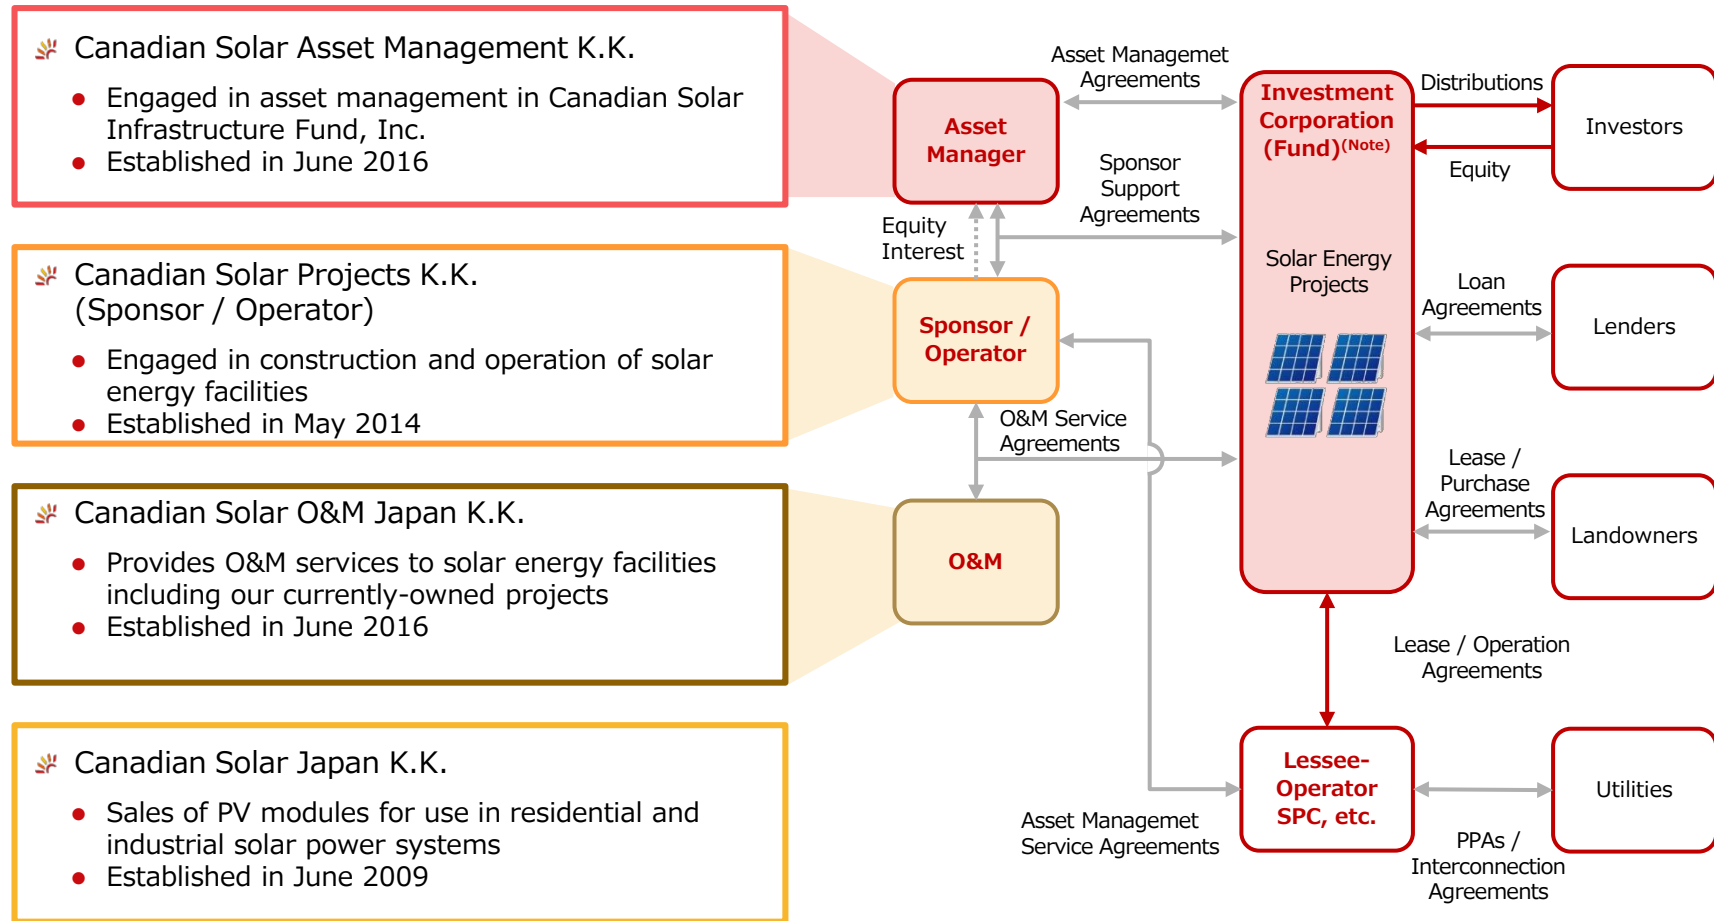 Canadian Solar Asset Management K.K.
Engaged in asset management in Canadian Solar
Infrastructure Fund, Inc.
Established in June 2016
Canadian Solar Projects K.K.
(Sponsor / Operator)
Engaged in construction and operation of solar
energy facilities
Established in May 2014
Canadian Solar O&M Japan K.K.
Provides O&M services to solar energy facilities
including our currently-owned projects
Established in June 2016
Canadian Solar Japan K.K.
Sales of PV modules for use in residential and
industrial solar power systems
Established in June 2009
Asset
Manager
Equity
Interest
Sponsor /
Operator
O&M
Asset Managemet
Agreements
Sponsor
Support
Agreements
O&M Service
Agreements
Asset Managemet
Service Agreements
Investment
Corporation
(Fund)(Note)
Solar Energy
Projects
Lease / Operation
Agreements
Lessee-
Operator
SPC, etc.
Distributions
Equity
Investors
Loan
Agreements
Lenders
Lease /
Purchase
Agreements
Landowners
PPAs /
Interconnection
Agreements
Utilities